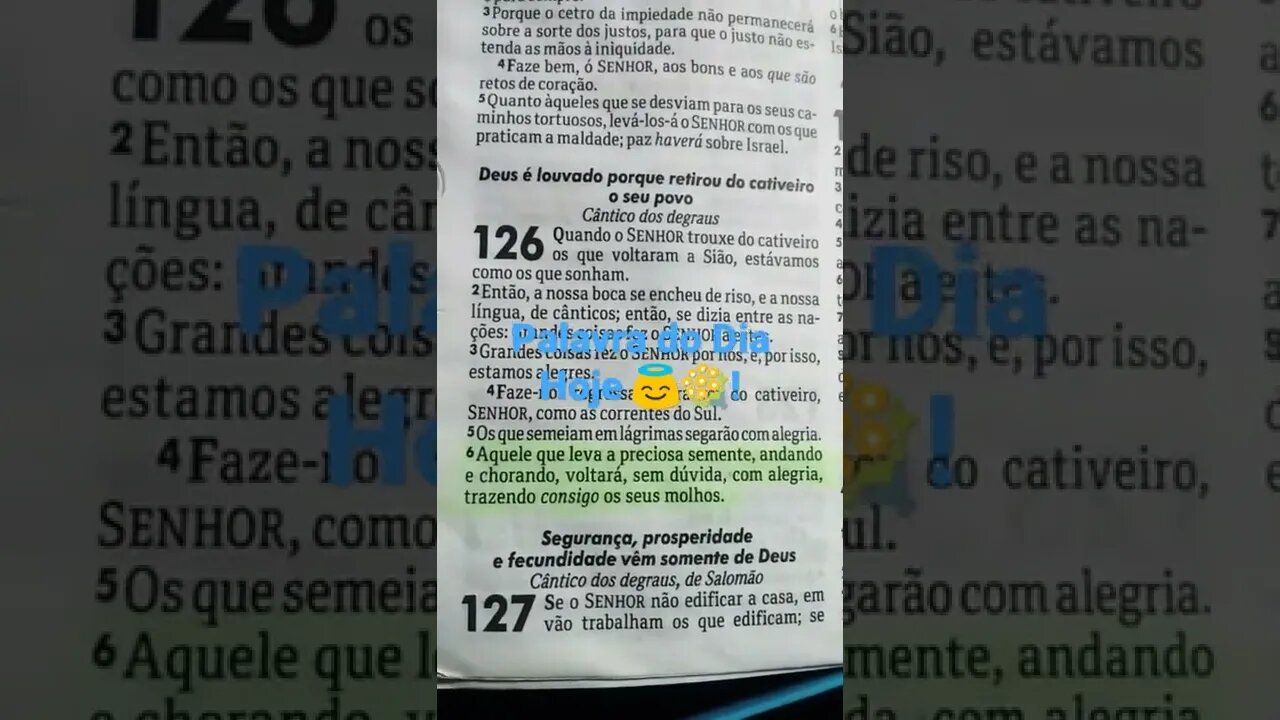 3Porque o cetro da impiedade não permanecerá
sobre a sorte dos justos, para que o justo não es-
tenda as mãos à iniquidade.
4Faze bem, ó SENHOR, aos bons e aos que são
retos de coração.
5Quanto àqueles que se desviam para os seus ca-
minhos tortuosos, levá-los-á o SENHOR com os que
praticam a maldade; paz haverá sobre Israel.
Deus é louvado porque retirou do cativeiro
o seu povo
Cântico dos degraus
126 Quando o SENHOR trouxe do cativeiro
os que voltaram a Sião, estávamos
como os que sonham.
2Então, a nossa boca se encheu de riso, e a nossa
língua, de cânticos; então, se dizia entre as na-
ções:
Palavra do Dia
3Grandes coisas fez o SENHOR por nós, e, por isso,
estamos alegres.
Hoje 😇🌼!
4Faze-no do cativeiro,
SENHOR, como as correntes do Sul.
5Os que semeiam em lágrimas segarão com alegria.
6Aquele que leva a preciosa semente, andando
e chorando, voltará, sem dúvida, com alegria,
trazendo consigo os seus molhos.
Segurança, prosperidade
e fecundidade vêm somente de Deus
Cântico dos degraus, de Salomão
127 Se o SENHOR não edificar a casa, em
vão trabalham os que edificam; se